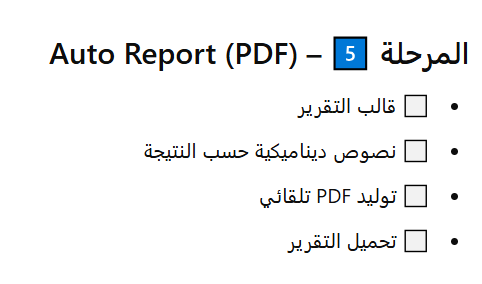 المرحلة 5️⃣ – Auto Report (PDF)
• ☐ قالب التقرير
• ☐ نصوص ديناميكية حسب النتيجة
• ☐ توليد PDF تلقائي
• ☐ تحميل التقرير